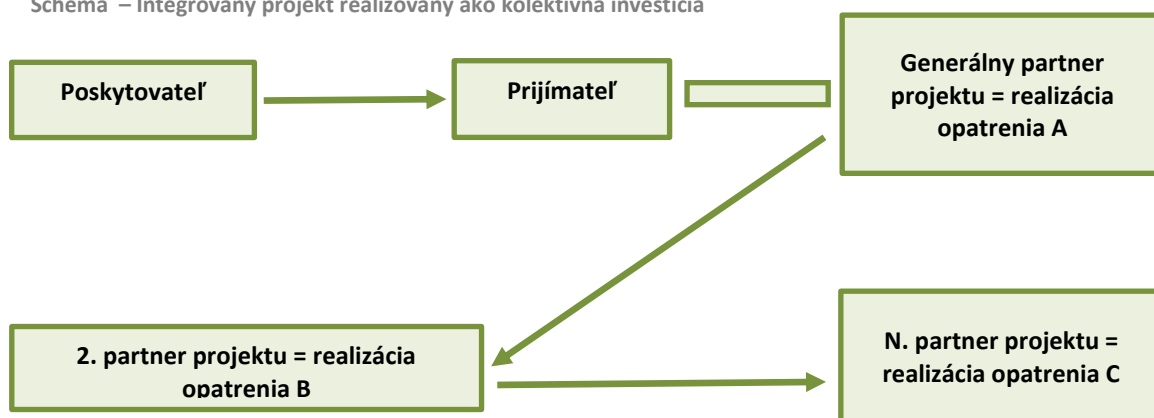 Schéma – Integrovaný projekt realizovaný ako kolektívna investícia
Poskytovateľ
Prijímateľ
Generálny partner
projektu = realizácia
opatrenia A
2. partner projektu = realizácia
opatrenia B
N. partner projektu =
realizácia opatrenia C